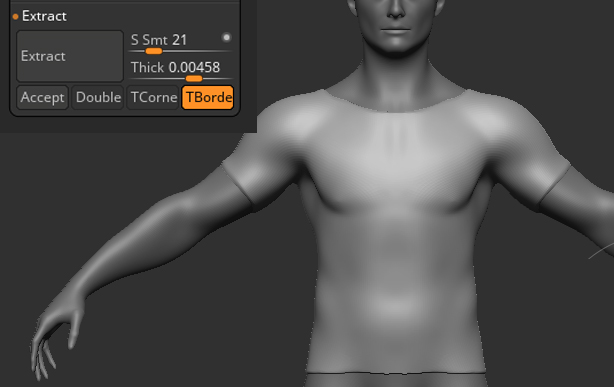 Extract
S Smt 21
Extract
Thick 0.00458
Accept Double TCorne TBorde